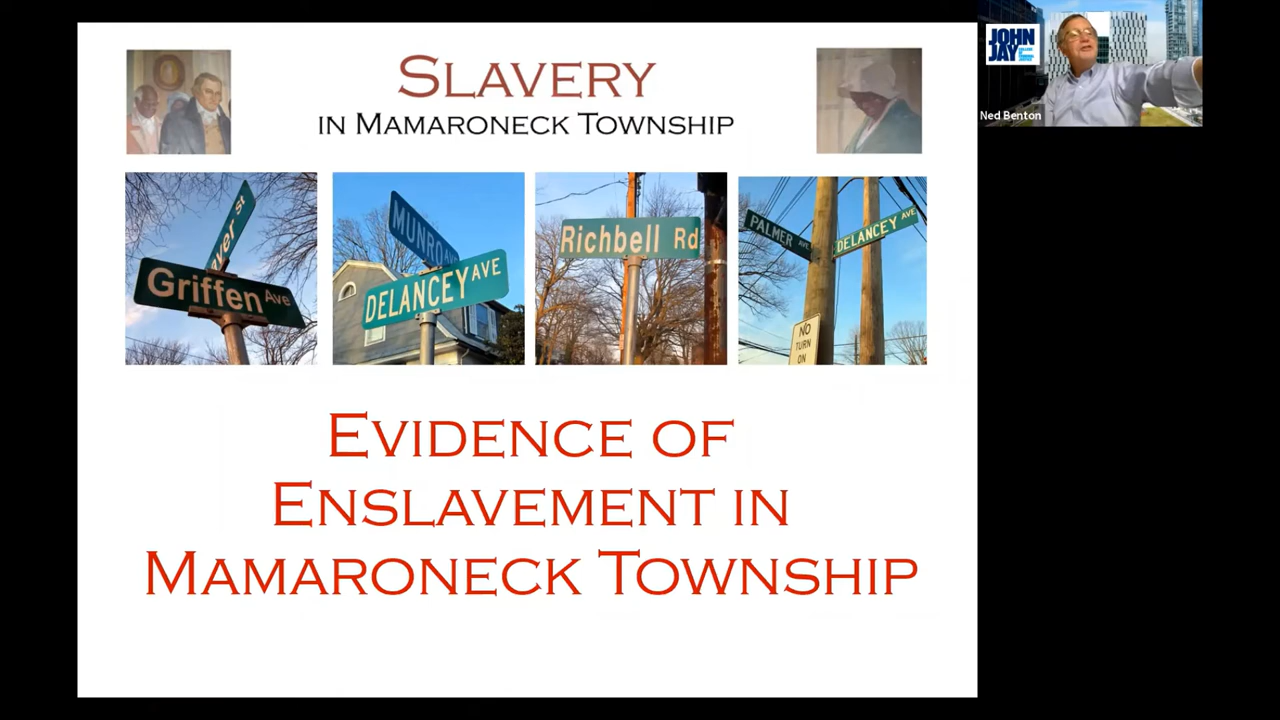 SLAVERY
IN MAMARONECK TOWNSHIP
JOHN
JAY
Ned Benton
St
Griffen Ave
MUNRO AVE
DELANCEY AVE
Richbell Rd
PALMER AVE
DELANCEY AVE
NO
TURN
ON
EVIDENCE OF
ENSLAVEMENT IN
MAMARONECK TOWNSHIP